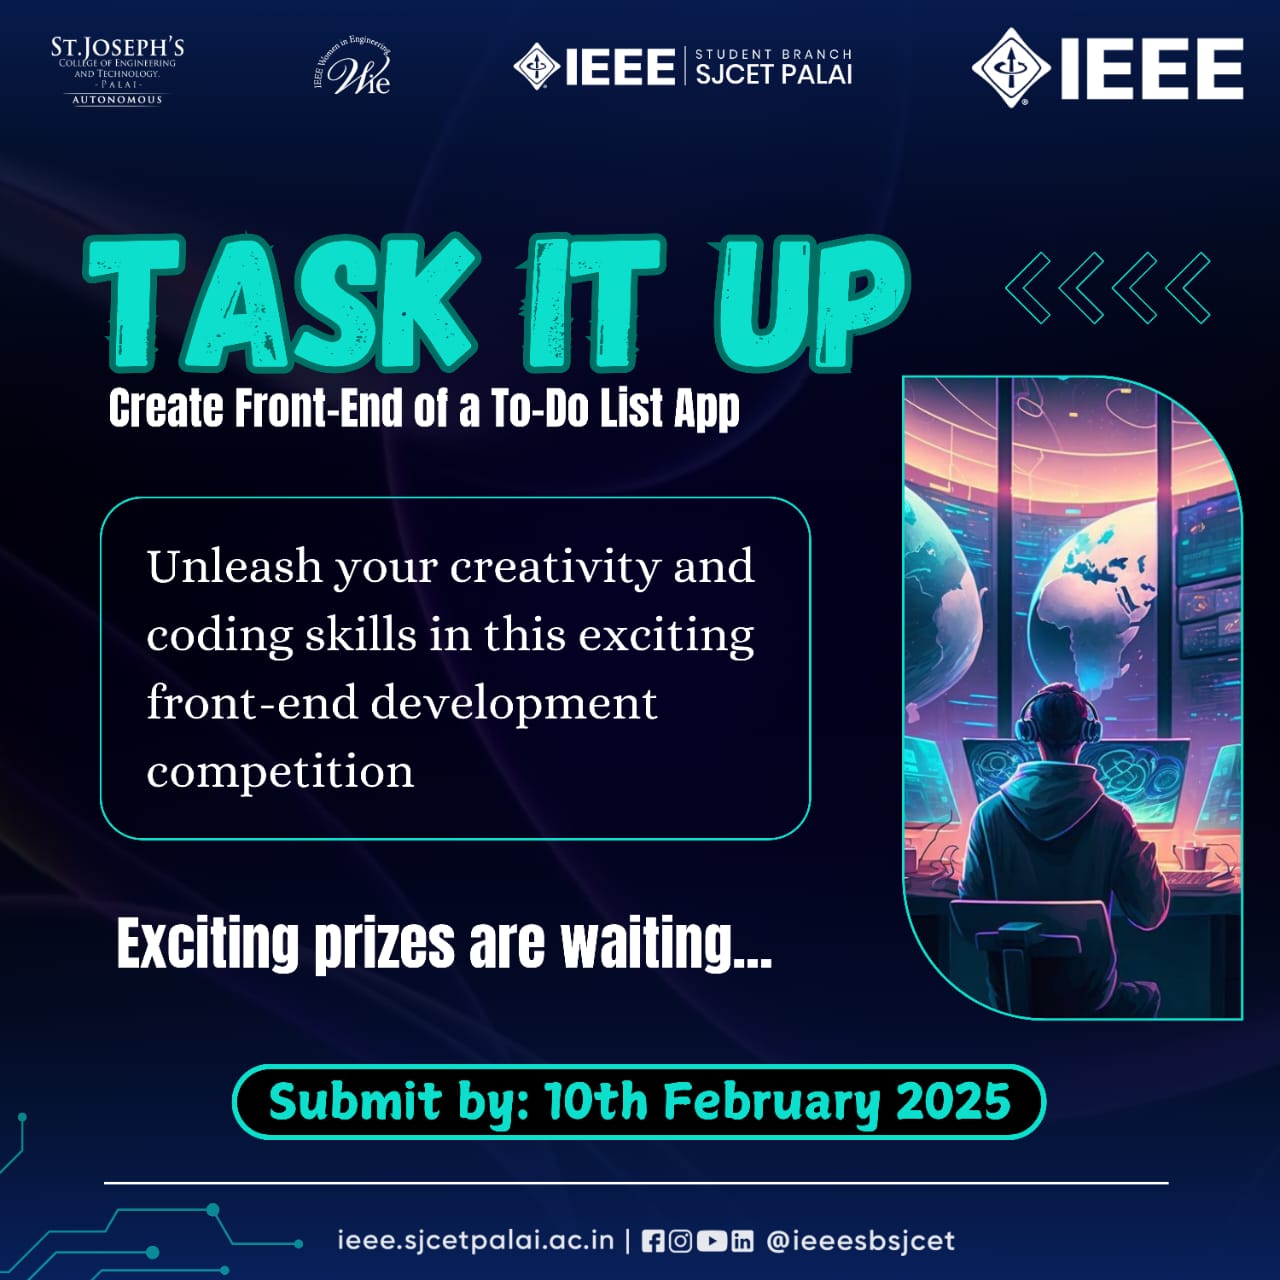 ST.JOSEPH'S
COLLEGE OF ENGINEERING
AND TECHNOLOGY.
-PALAI-
AUTONOMOUS
IEEE Women in Engineering
WIE
IEEE
STUDENT BRANCH
SJCET PALAI
IEEE
TASK IT UP
Create Front-End of a To-Do List App
Unleash your creativity and
coding skills in this exciting
front-end development
competition
Exciting prizes are waiting...
Submit by: 10th February 2025
ieee.sjcetpalai.ac.in | @ieeesbsjcet